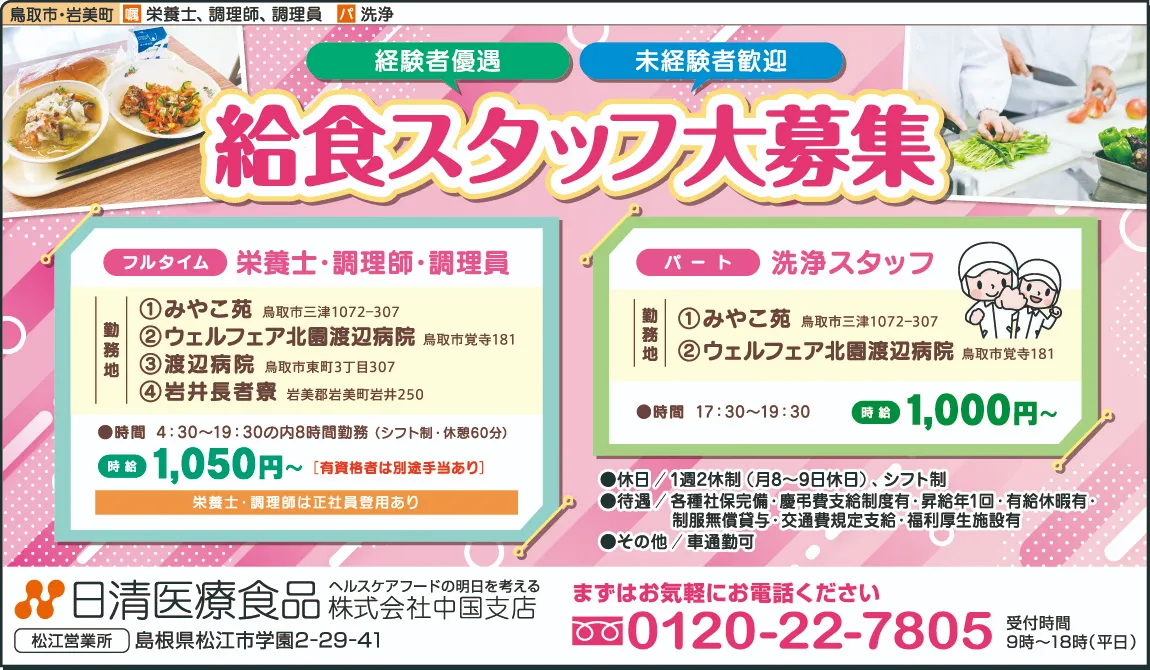 鳥取市・岩美町 嘱 栄養士、調理師、調理員 パ 洗浄
経験者優遇
未経験者歓迎
給食スタッフ大募集
フルタイム 栄養士・調理師・調理員
勤務地
①みやこ苑 鳥取市三津1072−307
②ウェルフェア北園渡辺病院 鳥取市覚寺181
③渡辺病院 鳥取市東町3丁目307
④岩井長者寮 岩美郡岩美町岩井250
●時間 4：30〜19：30の内8時間勤務（シフト制・休憩60分）
時給 1,050円〜 ［有資格者は別途手当あり］
栄養士・調理師は正社員登用あり
パート 洗浄スタッフ
勤務地
①みやこ苑 鳥取市三津1072−307
②ウェルフェア北園渡辺病院 鳥取市覚寺181
●時間 17：30〜19：30 時給 1,000円〜
●休日／1週2休制（月8〜9日休日）、シフト制
●待遇／各種社保完備・慶弔費支給制度有・昇給年1回・有給休暇有・
制服無償貸与・交通費規定支給・福利厚生施設有
●その他／車通勤可
日清医療食品 ヘルスケアフードの明日を考える
株式会社中国支店
松江営業所 島根県松江市学園2-29-41
まずはお気軽にお電話ください
0120-22-7805
受付時間
9時〜18時（平日）